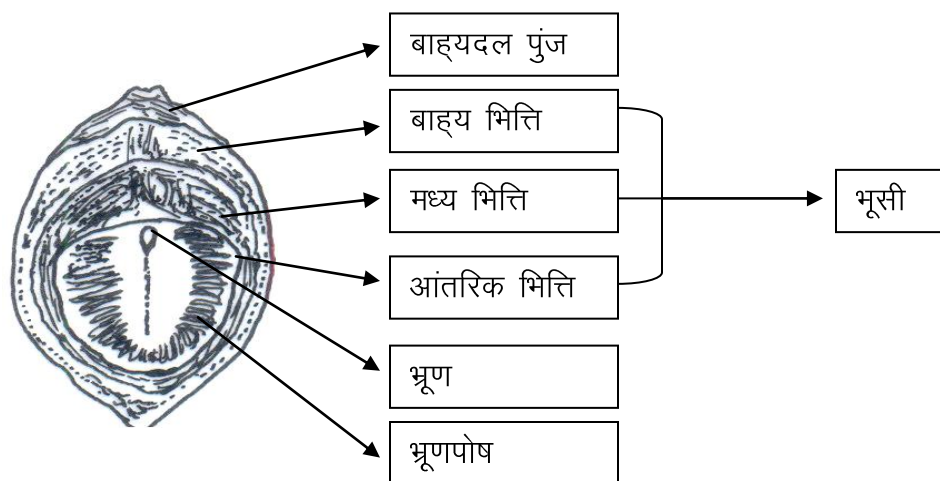 बाह्यदल पुंज
बाह्य भित्ति
मध्य भित्ति
आंतरिक भित्ति
भूसी
भ्रूण
भ्रूणपोष